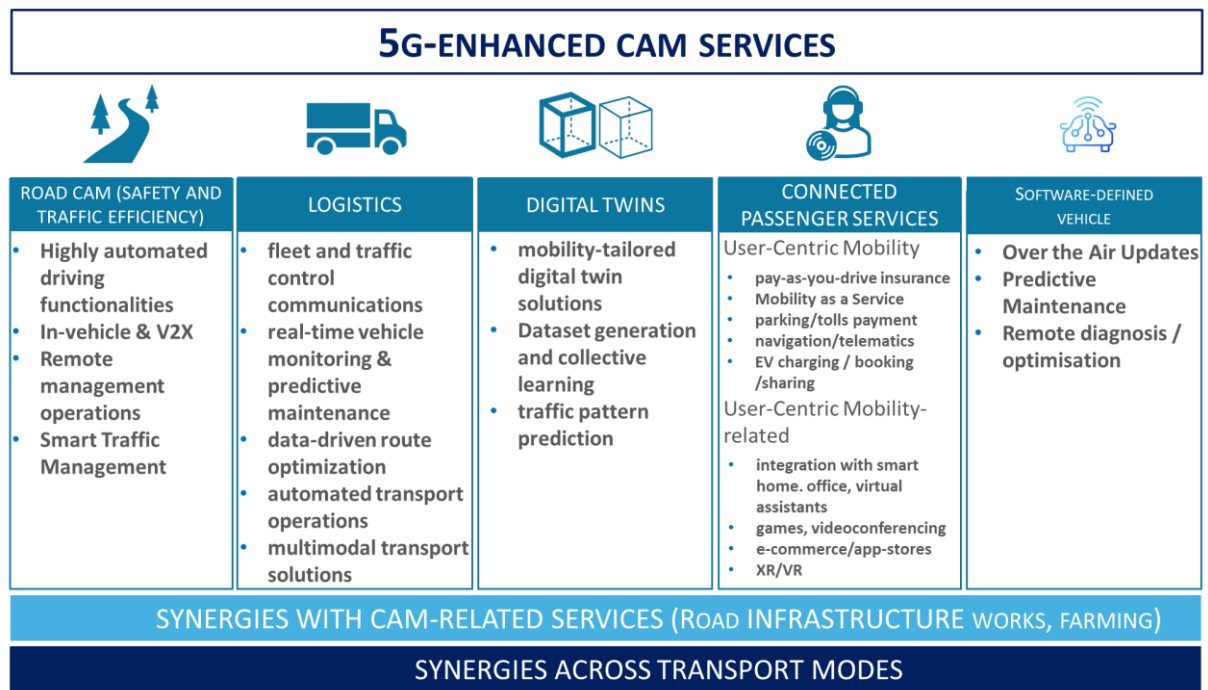 5G-ENHANCED CAM SERVICES
ROAD CAM (SAFETY AND
TRAFFIC EFFICIENCY)
• Highly automated
driving
functionalities
• In-vehicle & V2X
• Remote
management
operations
• Smart Traffic
Management
LOGISTICS
• fleet and traffic
control
communications
• real-time vehicle
monitoring &
predictive
maintenance
• data-driven route
optimization
• automated transport
operations
• multimodal transport
solutions
DIGITAL TWINS
• mobility-tailored
digital twin
solutions
• Dataset generation
and collective
learning
• traffic pattern
prediction
CONNECTED
PASSENGER SERVICES
User-Centric Mobility
• pay-as-you-drive insurance
• Mobility as a Service
• parking/tolls payment
• navigation/telematics
• EV charging / booking
/sharing
User-Centric Mobility-
related
• integration with smart
home. office, virtual
assistants
• games, videoconferencing
• e-commerce/app-stores
• XR/VR
SOFTWARE-DEFINED
VEHICLE
• Over the Air Updates
• Predictive
Maintenance
• Remote diagnosis /
optimisation
SYNERGIES WITH CAM-RELATED SERVICES (ROAD INFRASTRUCTURE WORKS, FARMING)
SYNERGIES ACROSS TRANSPORT MODES